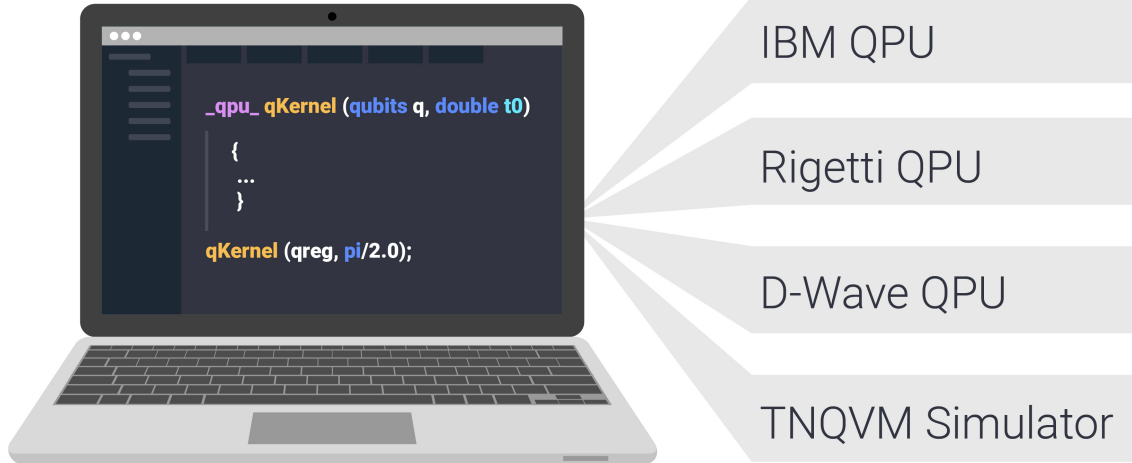 _qpu_ qKernel (qubits q, double t0)
{
...
}
qKernel (qreg, pi/2.0);
IBM QPU
Rigetti QPU
D-Wave QPU
TNQVM Simulator